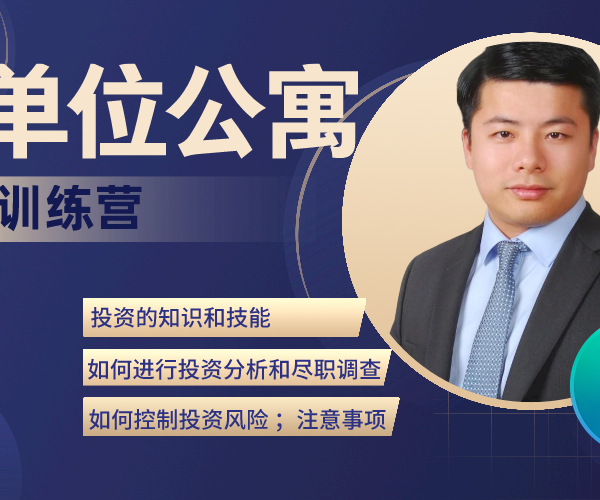 单位公寓
训练营
投资的知识和技能
如何进行投资分析和尽职调查
如何控制投资风险；注意事项